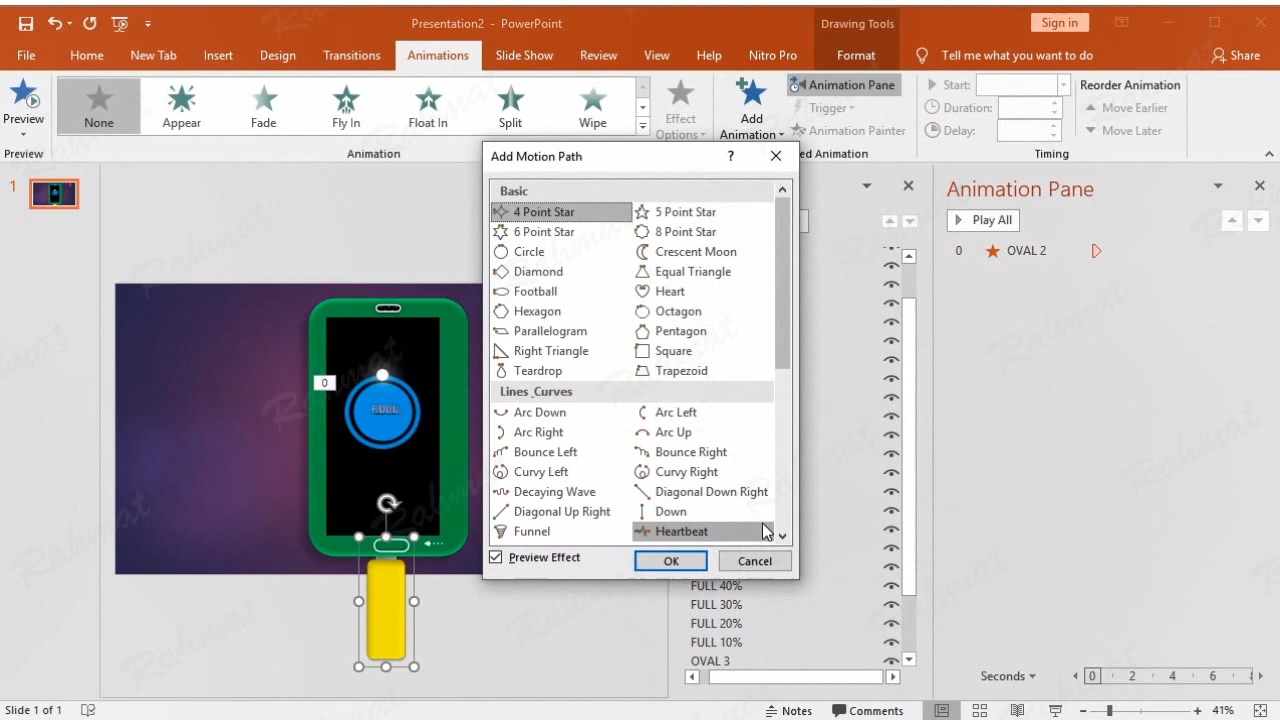 Presentation2 - PowerPoint
Drawing Tools
Sign in
File Home New Tab Insert Design Transitions Animations Slide Show Review View Help Nitro Pro Format Tell me what you want to do Share
Preview
None Appear Fade Fly In Float In Split Wipe
Effect Options
Add Animation
Animation Pane
Trigger
Animation Painter
Start:
Duration:
Delay:
Reorder Animation
Move Earlier
Move Later
Preview Animation ed Animation Timing
1
Add Motion Path ?
Basic
4 Point Star 5 Point Star
6 Point Star 8 Point Star
Circle Crescent Moon
Diamond Equal Triangle
Football Heart
Hexagon Octagon
Parallelogram Pentagon
Right Triangle Square
Teardrop Trapezoid
Lines_Curves
Arc Down Arc Left
Arc Right Arc Up
Bounce Left Bounce Right
Curvy Left Curvy Right
Decaying Wave Diagonal Down Right
Diagonal Up Right Down
Funnel Heartbeat
Preview Effect OK Cancel
0
FULL 40%
FULL 30%
FULL 20%
FULL 10%
OVAL 3
Animation Pane
Play All
0 OVAL 2
Seconds 0 2 4 6
Slide 1 of 1 Notes Comments 41%
Rahmat